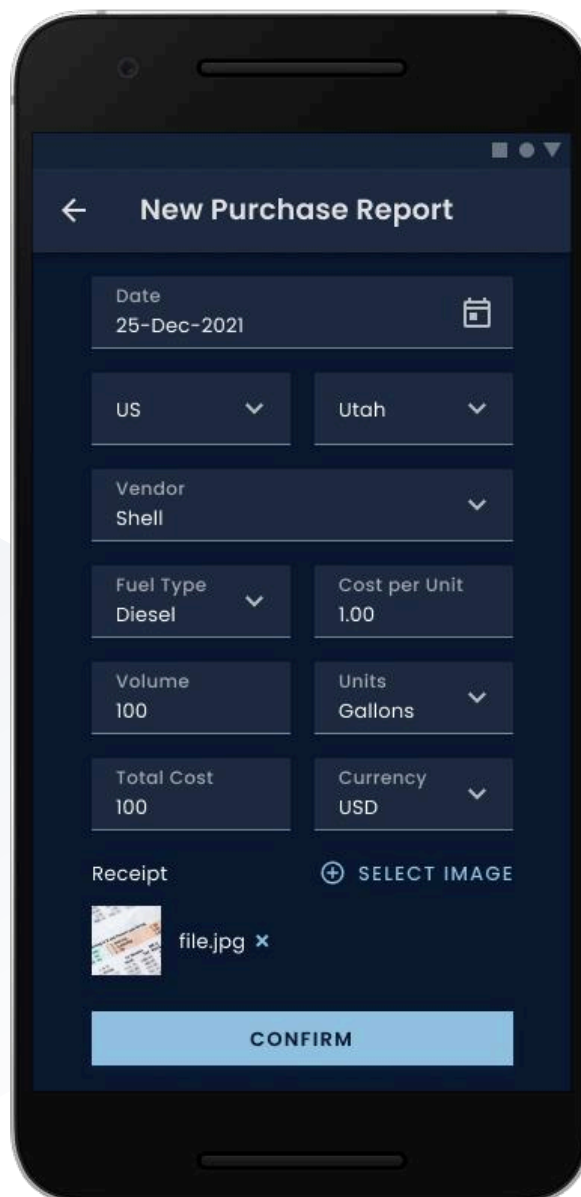 New Purchase Report
Date
25-Dec-2021
US
Utah
Vendor
Shell
Fuel Type
Diesel
Cost per Unit
1.00
Volume
100
Units
Gallons
Total Cost
100
Currency
USD
Receipt
SELECT IMAGE
file.jpg
CONFIRM